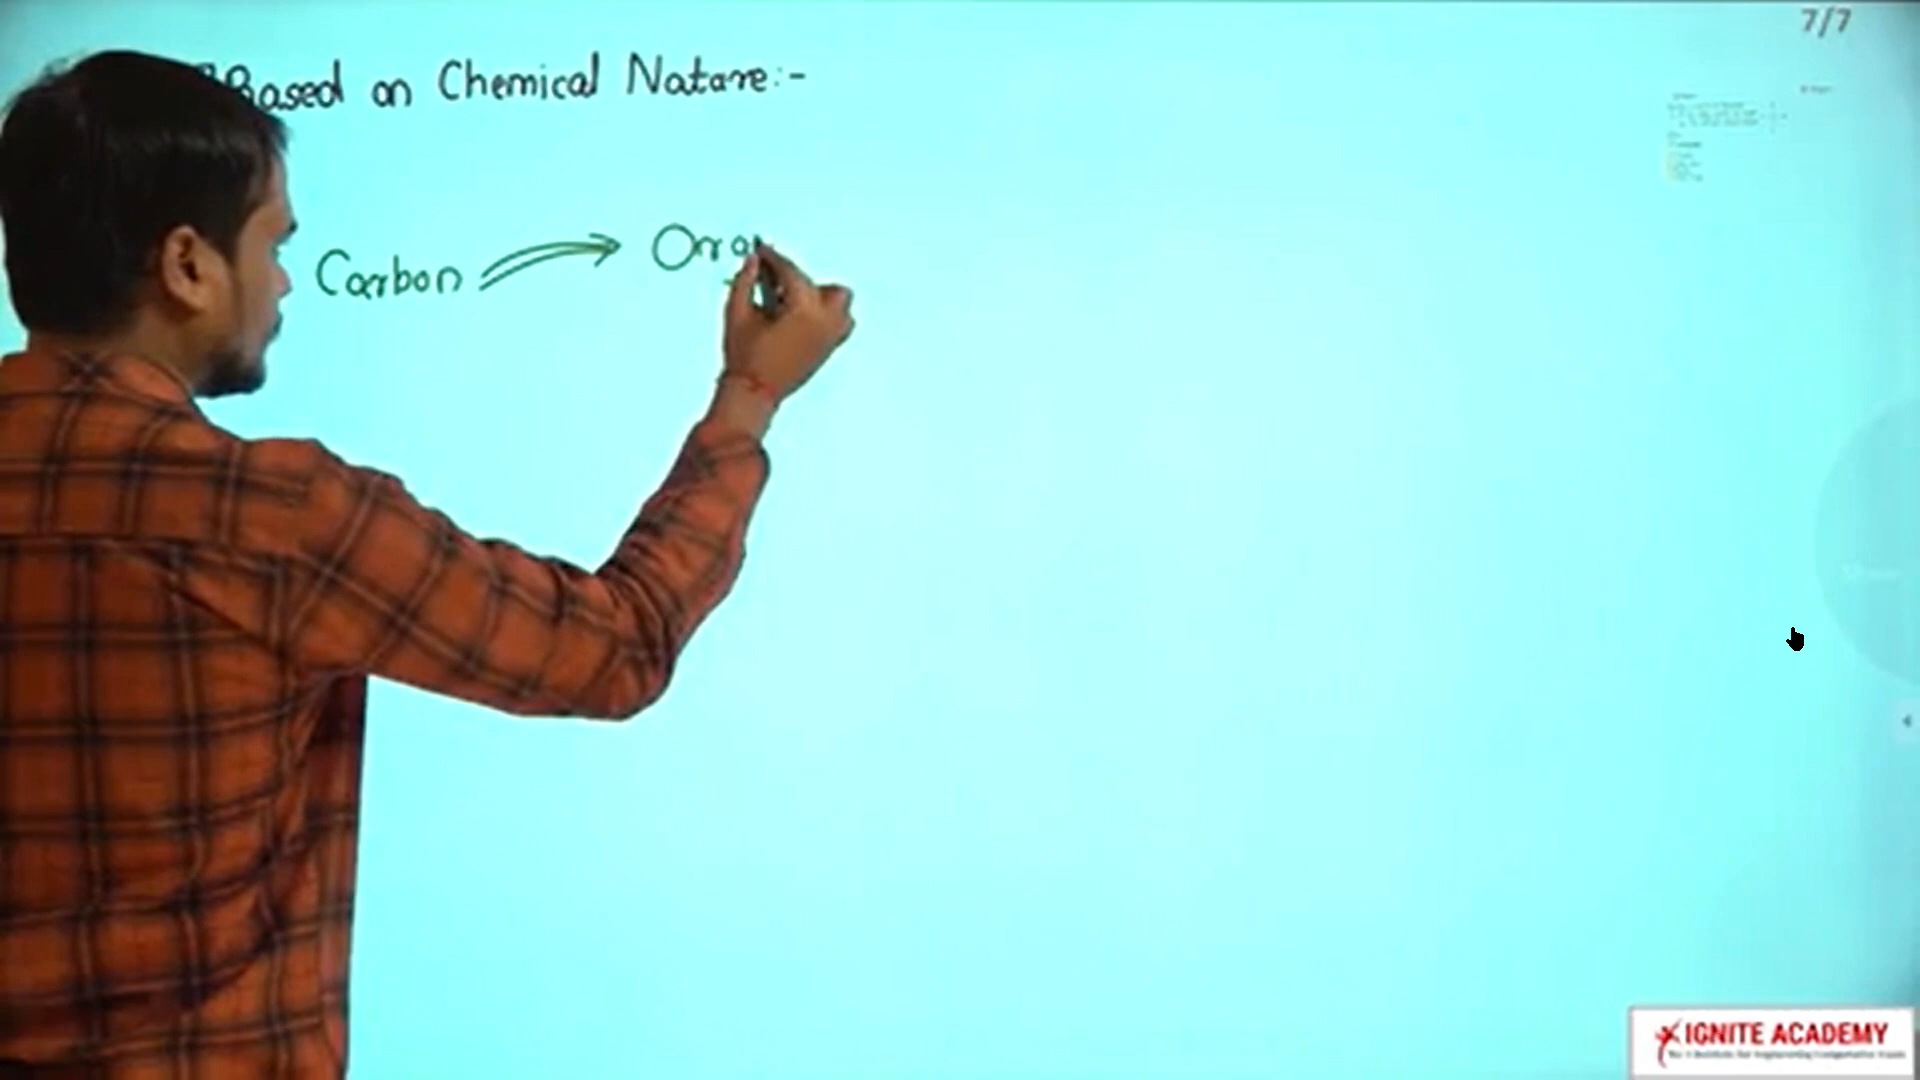 7/7
Based on Chemical Nature:-
Carbon → Orga
IGNITE ACADEMY